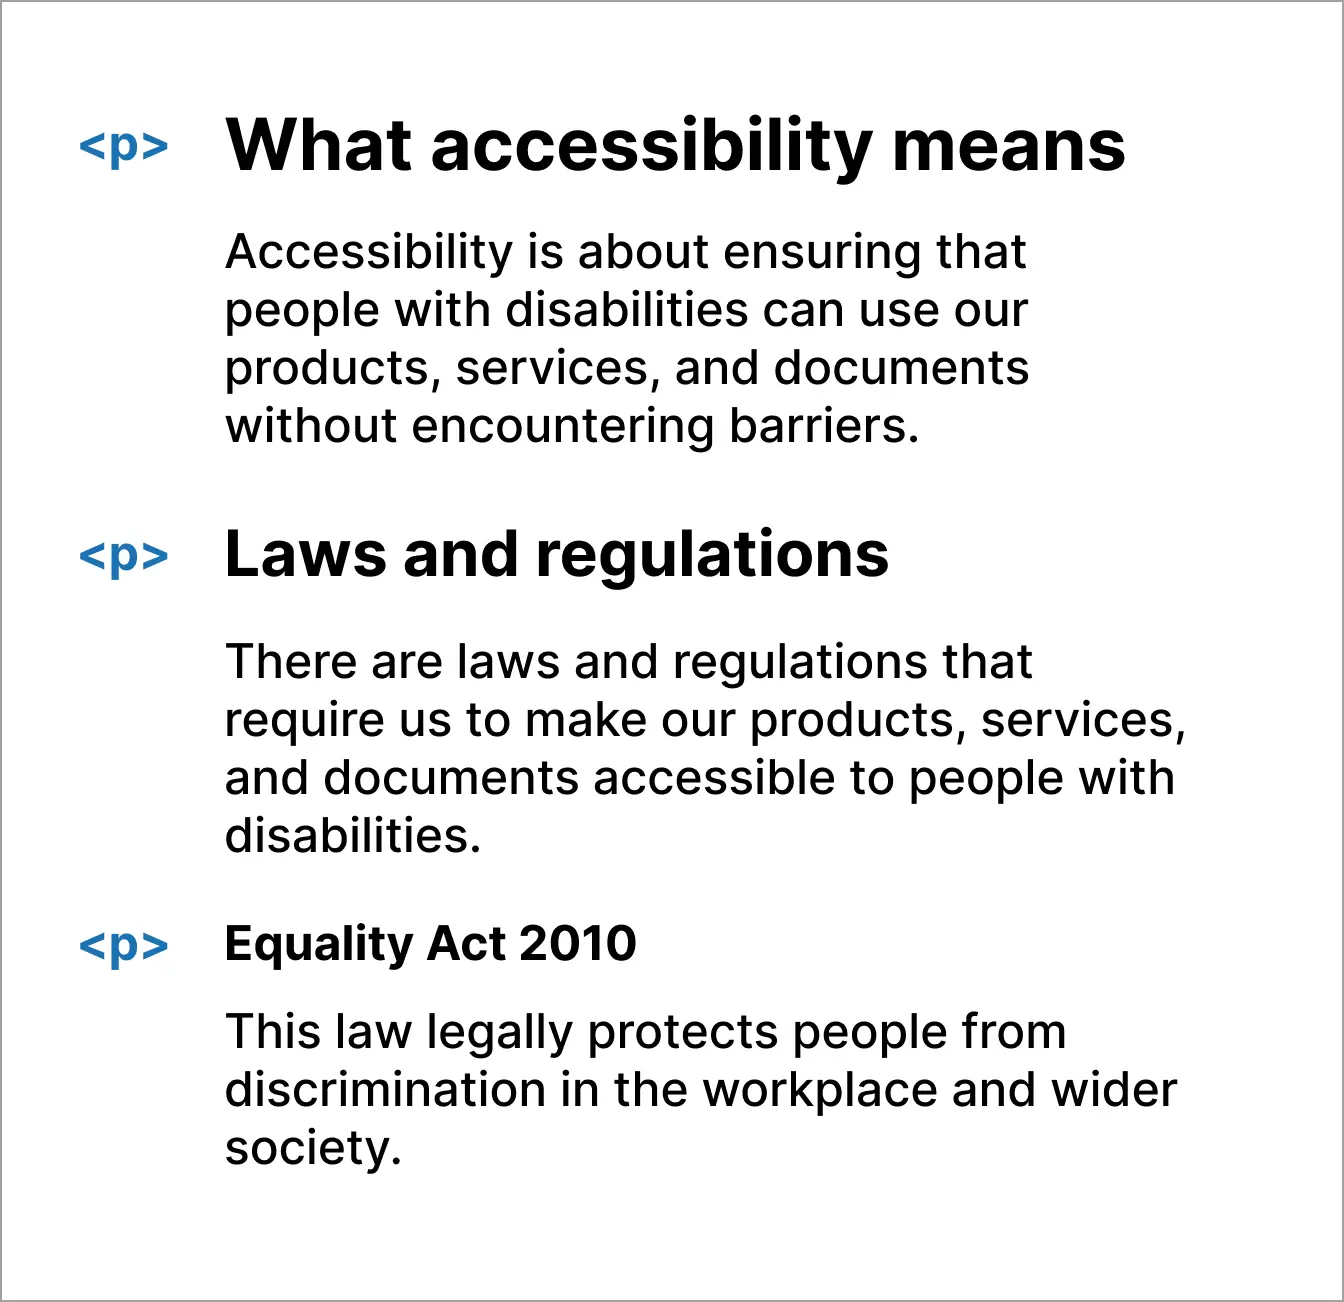 <p> What accessibility means
Accessibility is about ensuring that
people with disabilities can use our
products, services, and documents
without encountering barriers.
<p> Laws and regulations
There are laws and regulations that
require us to make our products, services,
and documents accessible to people with
disabilities.
<p> Equality Act 2010
This law legally protects people from
discrimination in the workplace and wider
society.